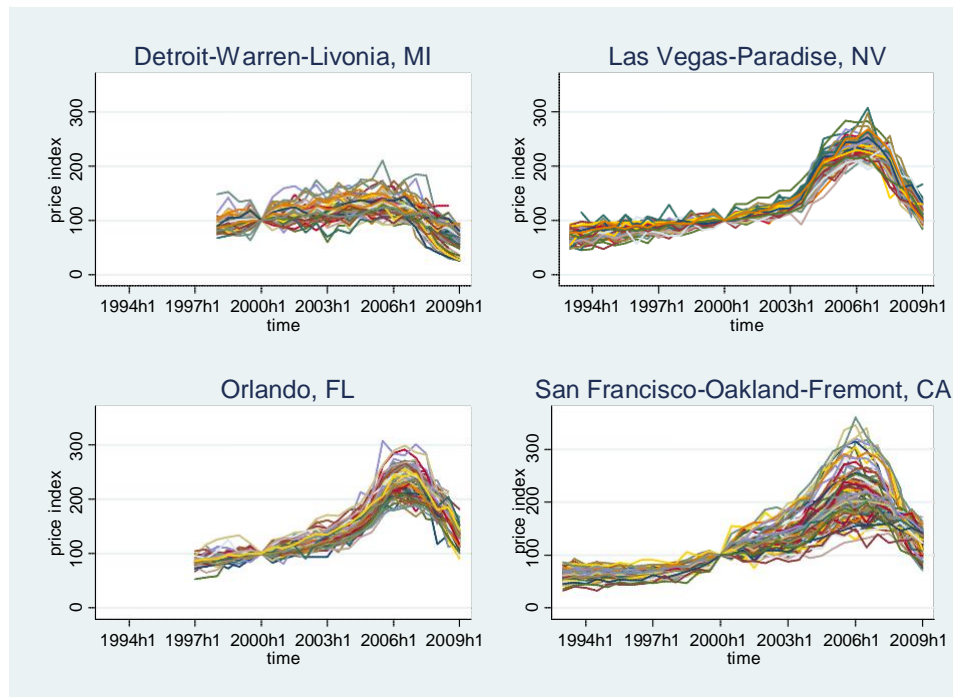 Detroit-Warren-Livonia, MI
price index
0 100 200 300
1994h1 1997h1 2000h1 2003h1 2006h1 2009h1
time
Las Vegas-Paradise, NV
price index
0 100 200 300
1994h1 1997h1 2000h1 2003h1 2006h1 2009h1
time
Orlando, FL
price index
0 100 200 300
1994h1 1997h1 2000h1 2003h1 2006h1 2009h1
time
San Francisco-Oakland-Fremont, CA
price index
0 100 200 300
1994h1 1997h1 2000h1 2003h1 2006h1 2009h1
time